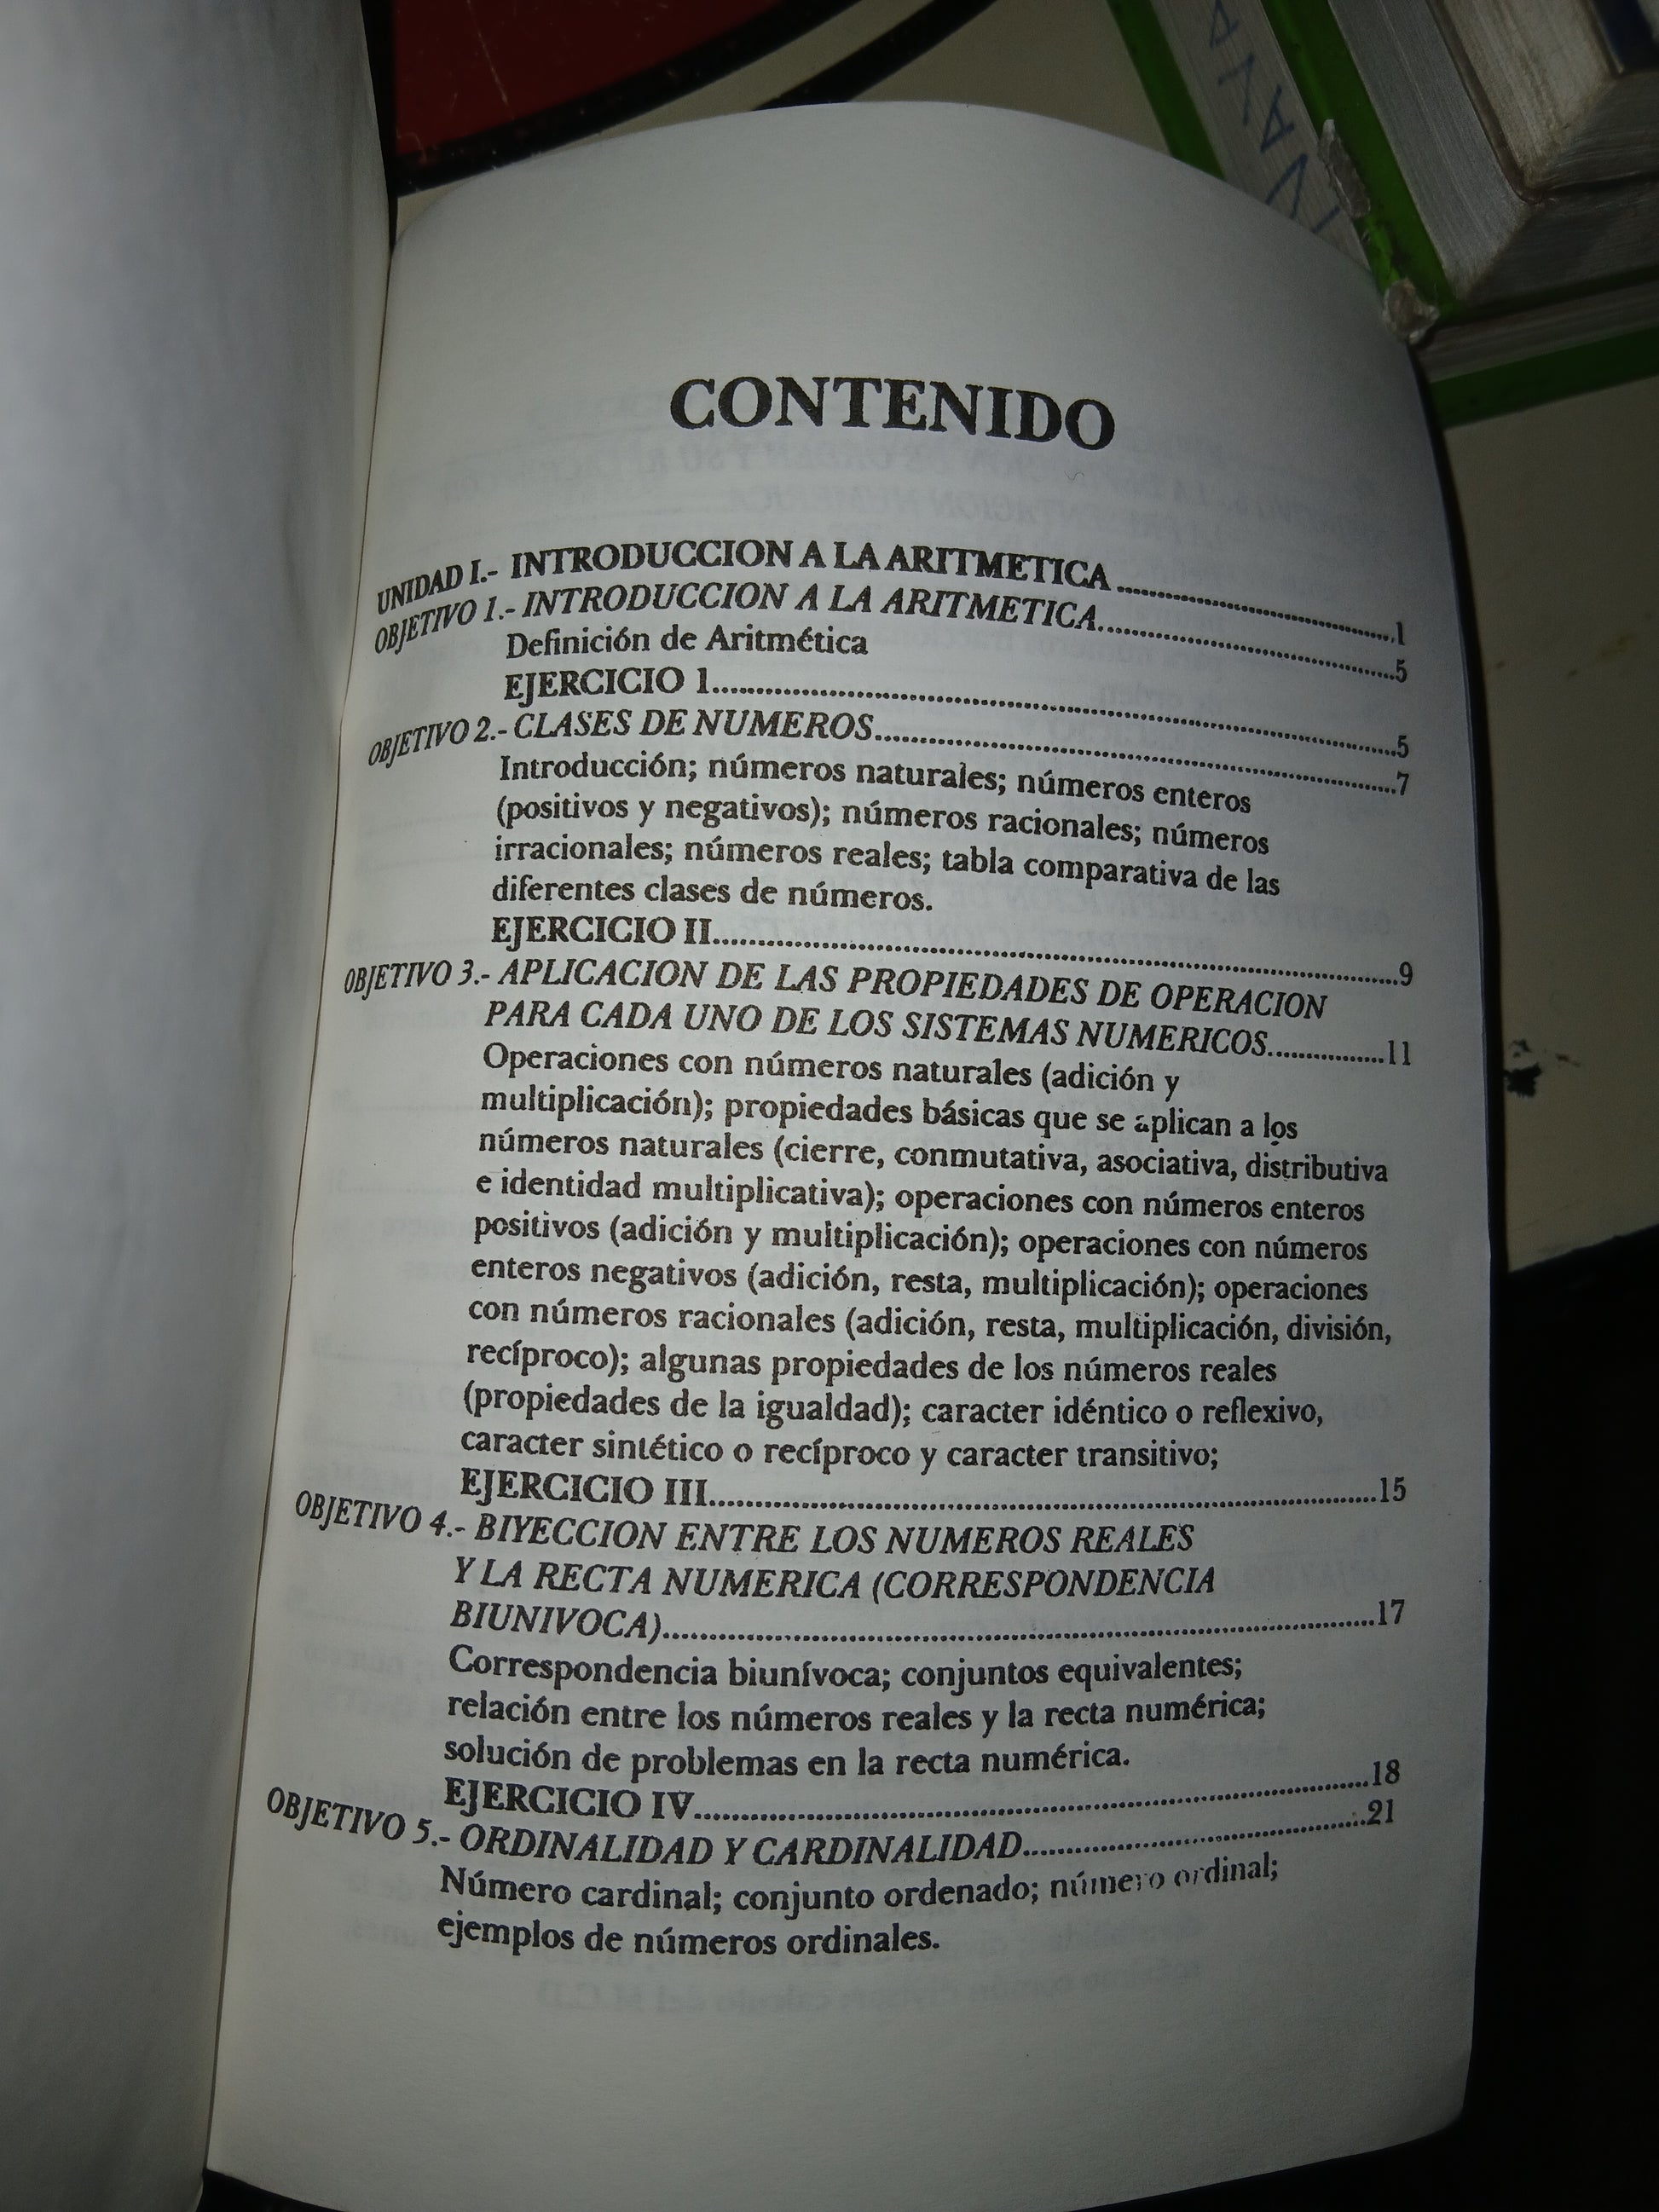 CONTENIDO
UNIDAD I.- INTRODUCCION A LA ARITMETICA..........1
OBJETIVO 1.- INTRODUCCION A LA ARITMETICA..........5
Definición de Aritmética
EJERCICIO 1..........5
OBJETIVO 2.- CLASES DE NUMEROS..........7
Introducción; números naturales; números enteros
(positivos y negativos); números racionales; números
irracionales; números reales; tabla comparativa de las
diferentes clases de números.
EJERCICIO II..........9
OBJETIVO 3.- APLICACION DE LAS PROPIEDADES DE OPERACION
PARA CADA UNO DE LOS SISTEMAS NUMERICOS..........11
Operaciones con números naturales (adición y
multiplicación); propiedades básicas que se aplican a los
números naturales (cierre, conmutativa, asociativa, distributiva
e identidad multiplicativa); operaciones con números enteros
positivos (adición y multiplicación); operaciones con números
enteros negativos (adición, resta, multiplicación); operaciones
con números racionales (adición, resta, multiplicación, división,
recíproco); algunas propiedades de los números reales
(propiedades de la igualdad); caracter idéntico o reflexivo,
caracter sintético o recíproco y caracter transitivo;
EJERCICIO III..........15
OBJETIVO 4.- BIYECCION ENTRE LOS NUMEROS REALES
Y LA RECTA NUMERICA (CORRESPONDENCIA
BIUNIVOCA)..........17
Correspondencia biunívoca; conjuntos equivalentes;
relación entre los números reales y la recta numérica;
solución de problemas en la recta numérica.
EJERCICIO IV..........18
OBJETIVO 5.- ORDINALIDAD Y CARDINALIDAD..........21
Número cardinal; conjunto ordenado; número ordinal;
ejemplos de números ordinales.